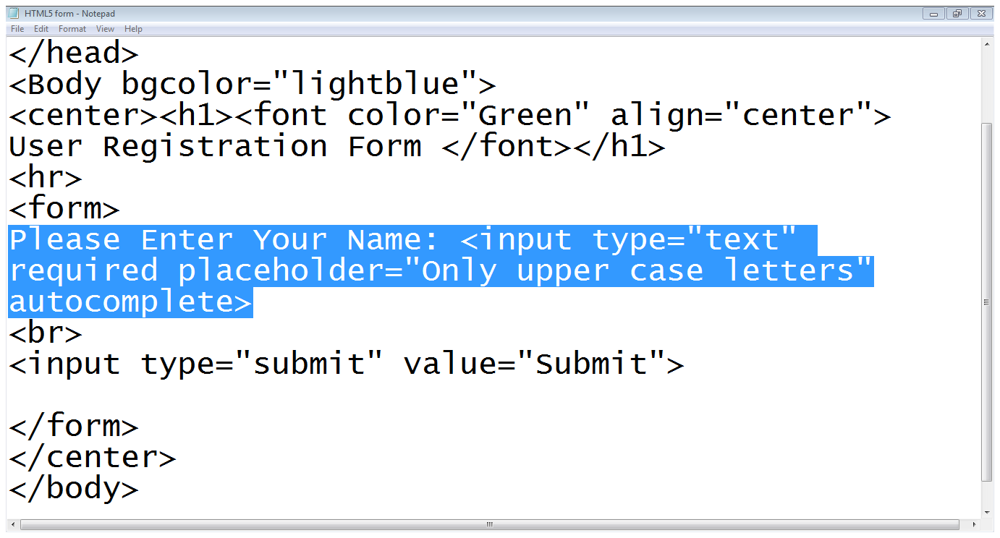 HTML5 form - Notepad
File Edit Format View Help
</head>
<Body bgcolor="lightblue">
<center><h1><font color="Green" align="center">
User Registration Form </font></h1>
<hr>
<form>
Please Enter Your Name: <input type="text"
required placeholder="Only upper case letters"
autocomplete>
<br>
<input type="submit" value="Submit">
</form>
</center>
</body>